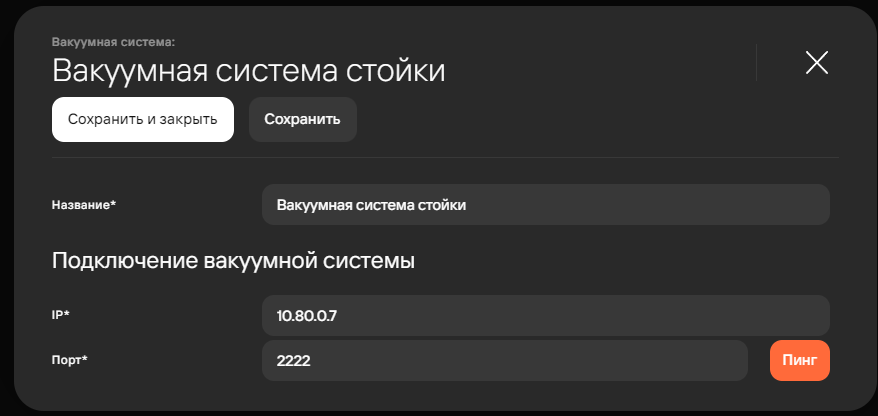 Вакуумная система:
Вакуумная система стойки
Сохранить и закрыть
Сохранить
Название*
Вакуумная система стойки
Подключение вакуумной системы
IP*
10.80.0.7
Порт*
2222
Пинг